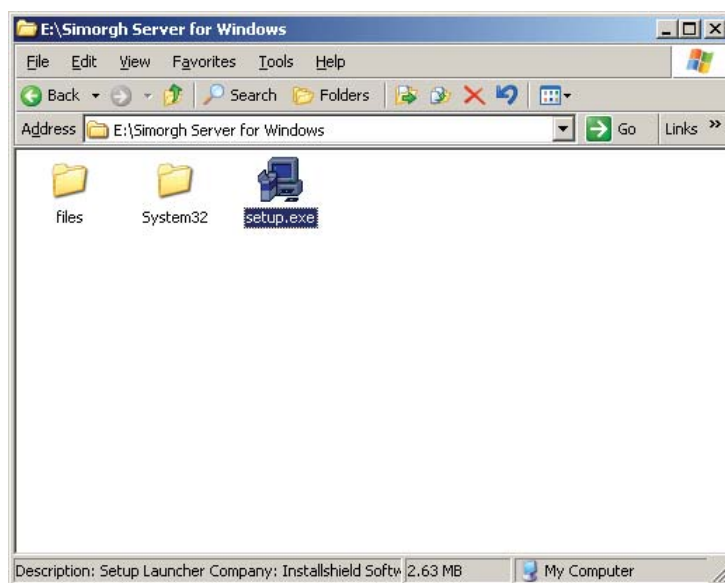 E:\Simorgh Server for Windows
File Edit View Favorites Tools Help
Back Search Folders
Address E:\Simorgh Server for Windows Go Links »
files System32 setup.exe
Description: Setup Launcher Company: Installshield Softw 2.63 MB My Computer